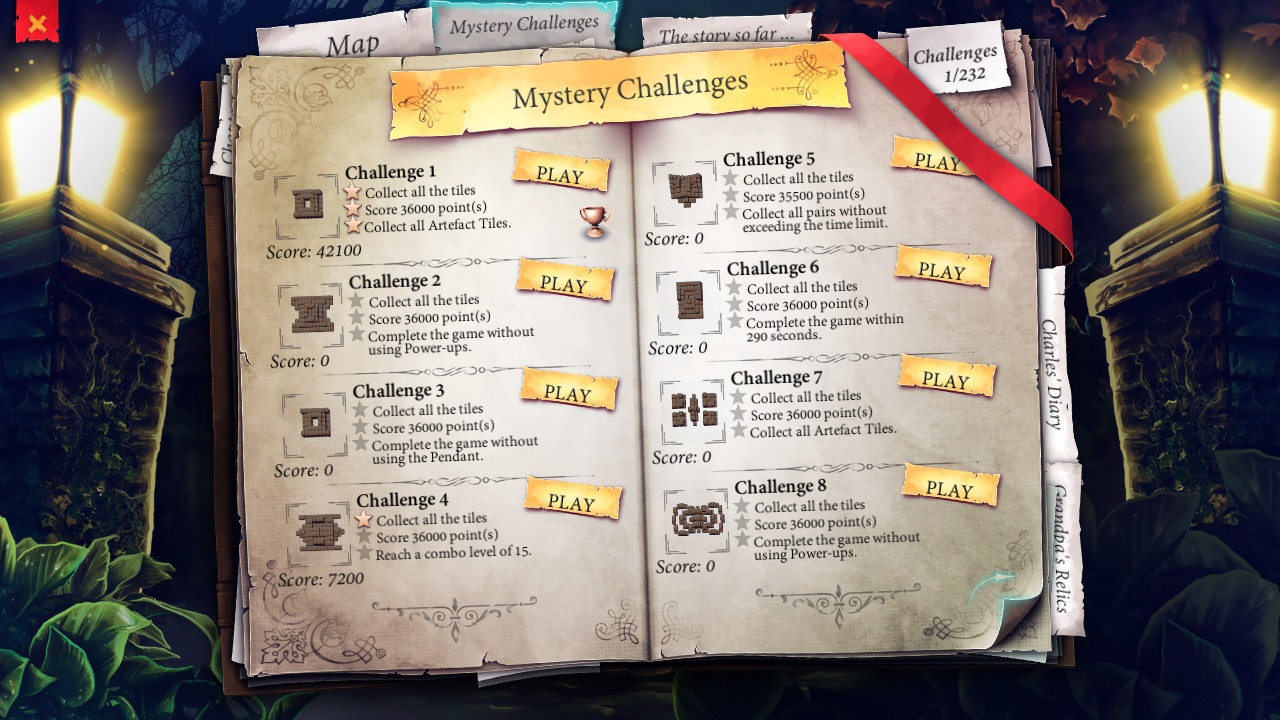 Map
Mystery Challenges
The story so far ...
Challenges
1/232
Mystery Challenges
Challenge 1
Collect all the tiles
Score 36000 point(s)
Collect all Artefact Tiles.
PLAY
Score: 42100
Challenge 2
Collect all the tiles
Score 36000 point(s)
Complete the game without
using Power-ups.
PLAY
Score: 0
Challenge 3
Collect all the tiles
Score 36000 point(s)
Complete the game without
using the Pendant.
PLAY
Score: 0
Challenge 4
Collect all the tiles
Score 36000 point(s)
Reach a combo level of 15.
PLAY
Score: 7200
Challenge 5
Collect all the tiles
Score 35500 point(s)
Collect all pairs without
exceeding the time limit.
PLAY
Score: 0
Challenge 6
Collect all the tiles
Score 36000 point(s)
Complete the game within
290 seconds.
PLAY
Score: 0
Challenge 7
Collect all the tiles
Score 36000 point(s)
Collect all Artefact Tiles.
PLAY
Score: 0
Challenge 8
Collect all the tiles
Score 36000 point(s)
Complete the game without
using Power-ups.
PLAY
Score: 0
Charles' Diary
Grandpa's Relics